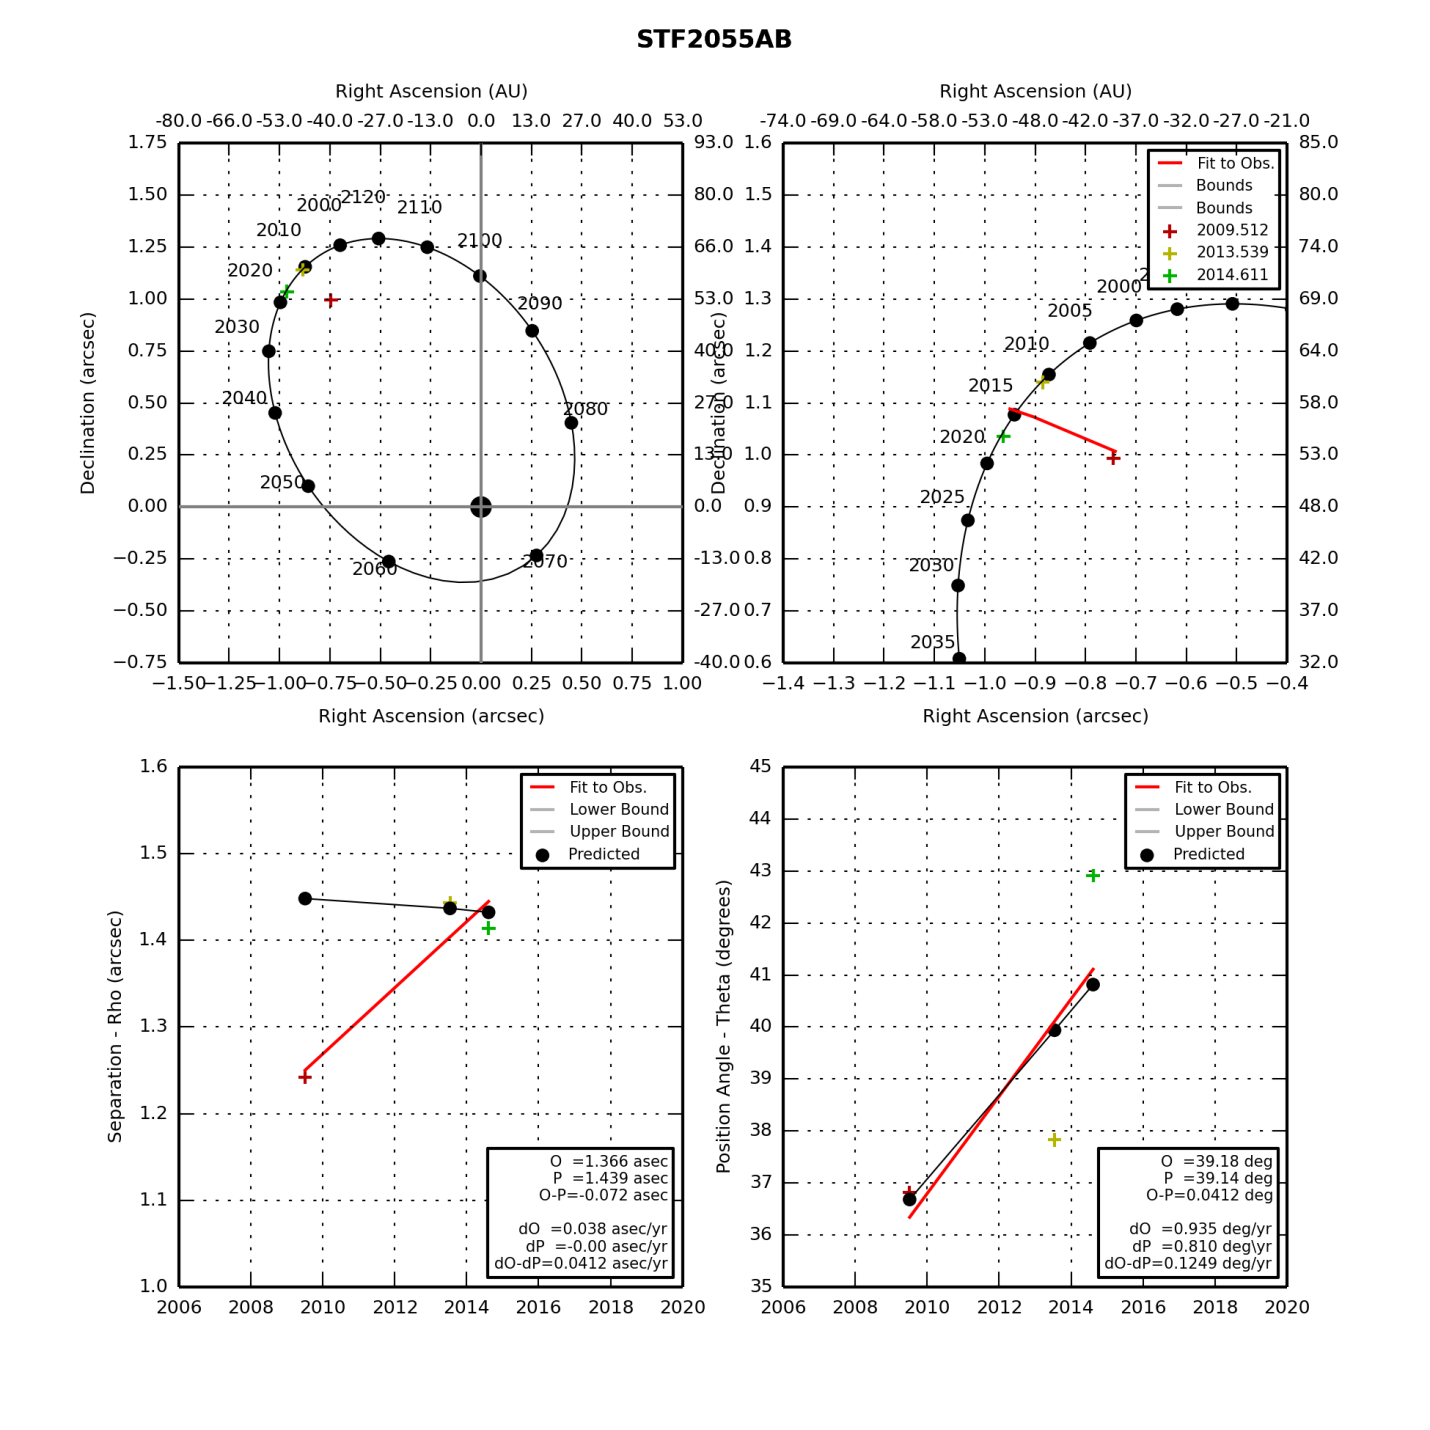 STF2055AB
Right Ascension (AU)
-80.0 -66.0 -53.0 -40.0 -27.0 -13.0 0.0 13.0 27.0 40.0 53.0
1.75
1.50
1.25
1.00
0.75
0.50
0.25
0.00
−0.25
−0.50
−0.75
Declination (arcsec)
2120
2000
2110
2010
2100
2020
2090
2030
2040
2080
2050
2060
2070
93.0
80.0
66.0
53.0
40.0
27.0
13.0
0.0
-13.0
-27.0
-40.0
−1.50 −1.25 −1.00 −0.75 −0.50 −0.25 0.00 0.25 0.50 0.75 1.00
Right Ascension (arcsec)
Right Ascension (AU)
-74.0 -69.0 -64.0 -58.0 -53.0 -48.0 -42.0 -37.0 -32.0 -27.0 -21.0
1.6
1.5
1.4
1.3
1.2
1.1
1.0
0.9
0.8
0.7
0.6
Declination (arcsec)
Fit to Obs.
Bounds
Bounds
2009.512
2013.539
2014.611
2000
2005
2010
2015
2020
2025
2030
2035
85.0
80.0
74.0
69.0
64.0
58.0
53.0
48.0
42.0
37.0
32.0
−1.4 −1.3 −1.2 −1.1 −1.0 −0.9 −0.8 −0.7 −0.6 −0.5 −0.4
Right Ascension (arcsec)
1.6
1.5
1.4
1.3
1.2
1.1
1.0
Separation - Rho (arcsec)
Fit to Obs.
Lower Bound
Upper Bound
Predicted
O =1.366 asec
P =1.439 asec
O-P=-0.072 asec
dO =0.038 asec/yr
dP =-0.00 asec/yr
dO-dP=0.0412 asec/yr
2006 2008 2010 2012 2014 2016 2018 2020
45
44
43
42
41
40
39
38
37
36
35
Position Angle - Theta (degrees)
Fit to Obs.
Lower Bound
Upper Bound
Predicted
O =39.18 deg
P =39.14 deg
O-P=0.0412 deg
dO =0.935 deg/yr
dP =0.810 deg\yr
dO-dP=0.1249 deg/yr
2006 2008 2010 2012 2014 2016 2018 2020